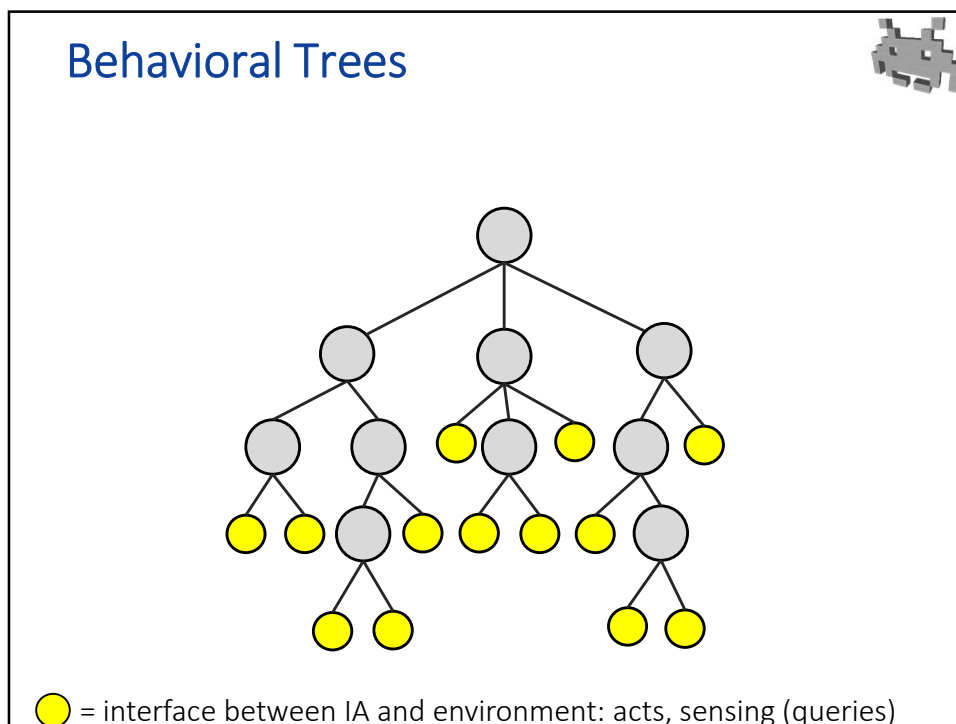 Behavioral Trees
= interface between IA and environment: acts, sensing (queries)